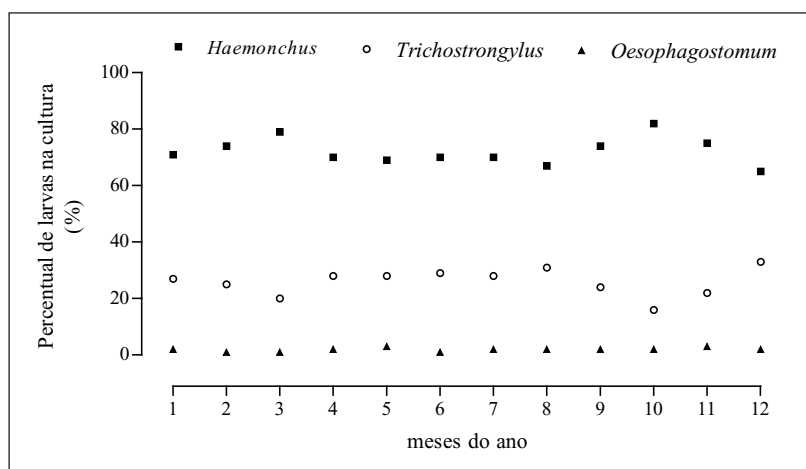 Haemonchus Trichostrongylus Oesophagostomum
100
80
60
40
20
0
Percentual de larvas na cultura
(%)
1 2 3 4 5 6 7 8 9 10 11 12
meses do ano